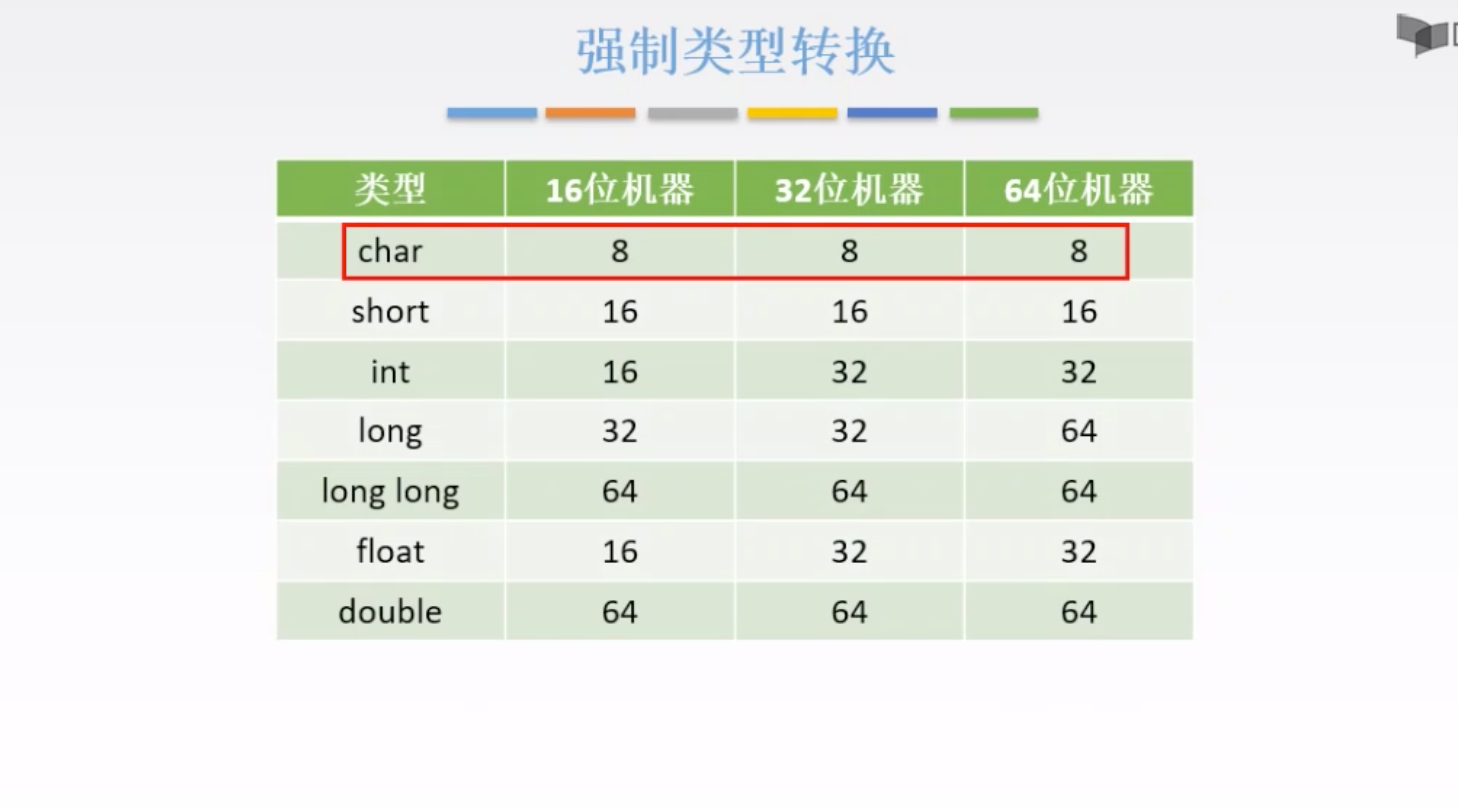 强制类型转换
类型 16位机器 32位机器 64位机器
char 8 8 8
short 16 16 16
int 16 32 32
long 32 32 64
long long 64 64 64
float 16 32 32
double 64 64 64